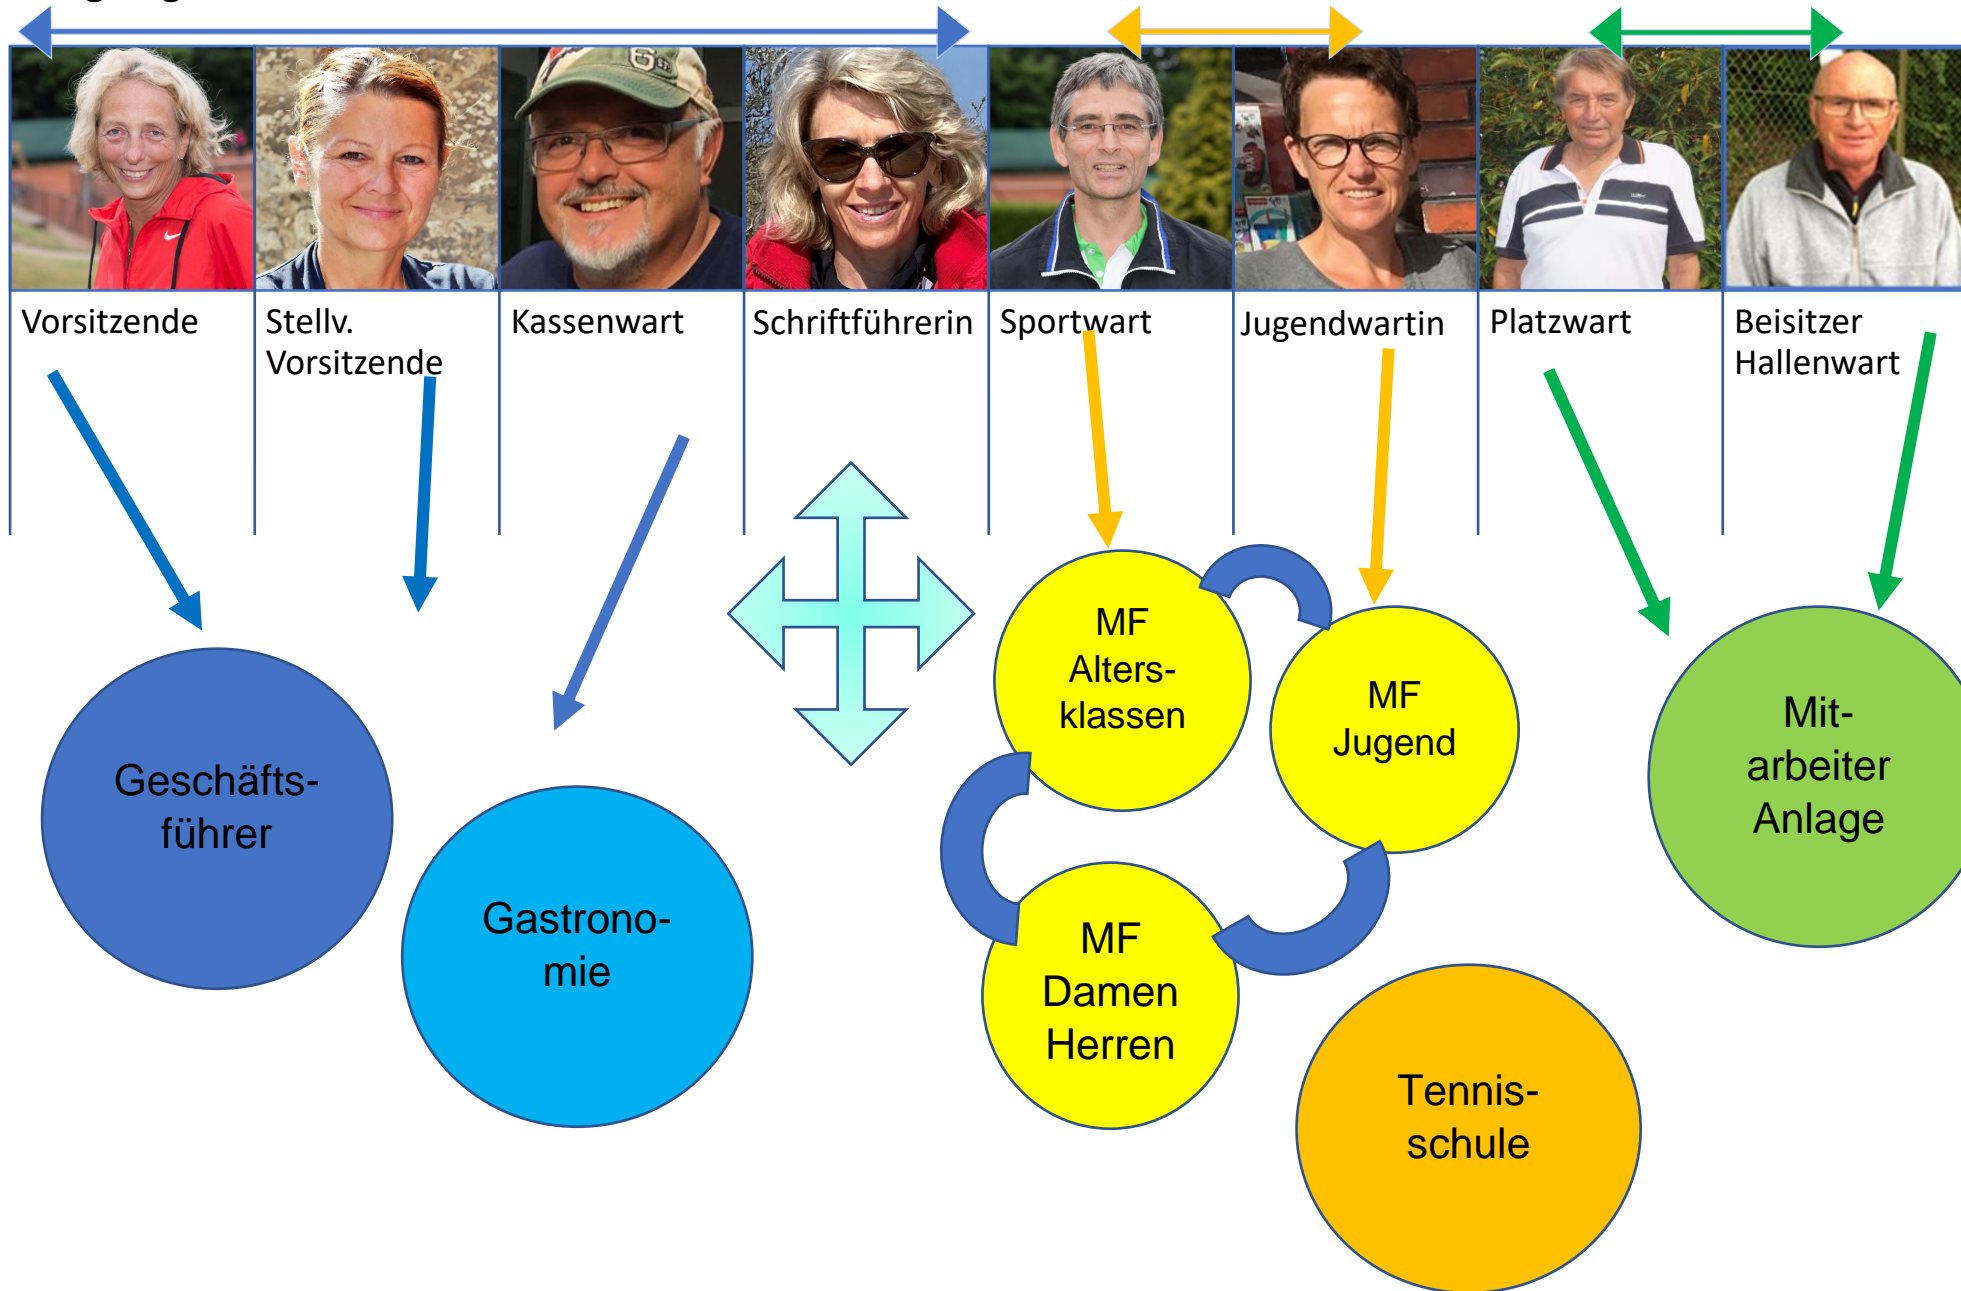 Vorsitzende
Stellv.
Vorsitzende
Kassenwart
Schriftführerin
Sportwart
Jugendwartin
Platzwart
Beisitzer
Hallenwart
Geschäfts-
führer
Gastrono-
mie
MF
Alters-
klassen
MF
Jugend
MF
Damen
Herren
Tennis-
schule
Mit-
arbeiter
Anlage